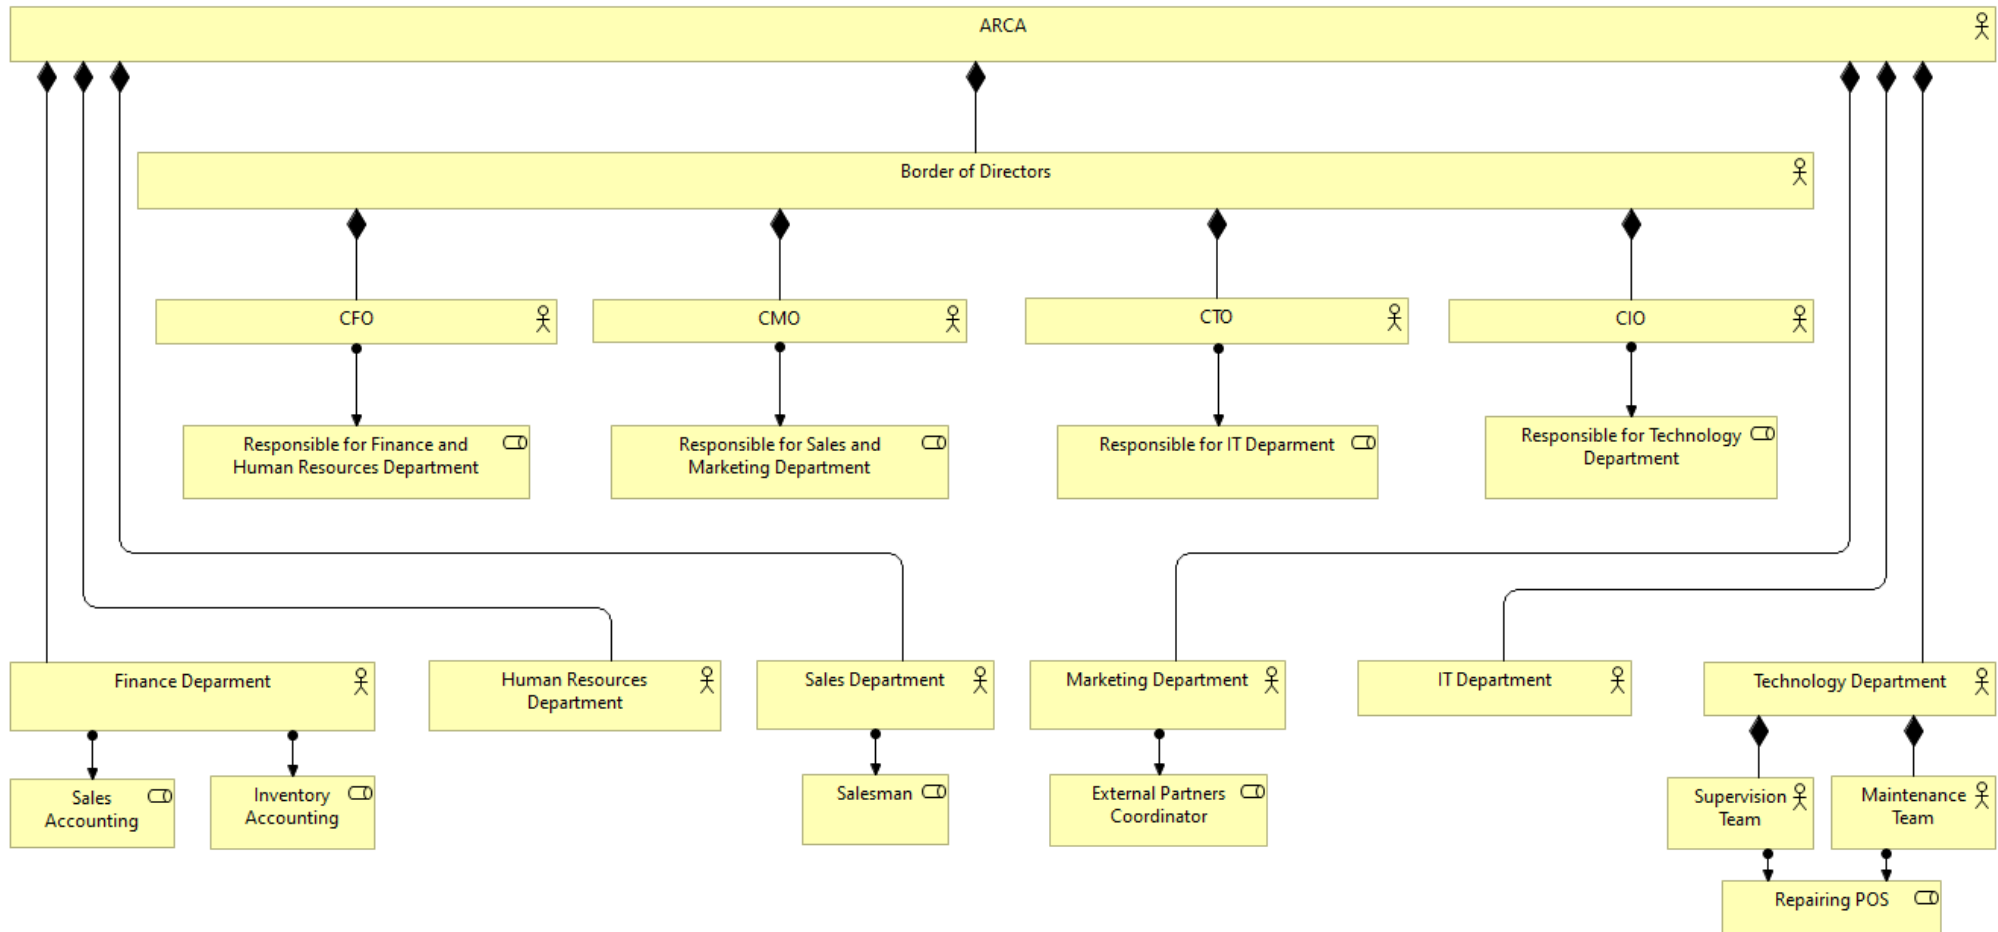 ARCA
Border of Directors
CFO
CMO
CTO
CIO
Responsible for Finance and
Human Resources Department
Responsible for Sales and
Marketing Department
Responsible for IT Deparment
Responsible for Technology
Department
Finance Deparment
Human Resources
Department
Sales Department
Marketing Department
IT Department
Technology Department
Sales
Accounting
Inventory
Accounting
Salesman
External Partners
Coordinator
Supervision
Team
Maintenance
Team
Repairing POS